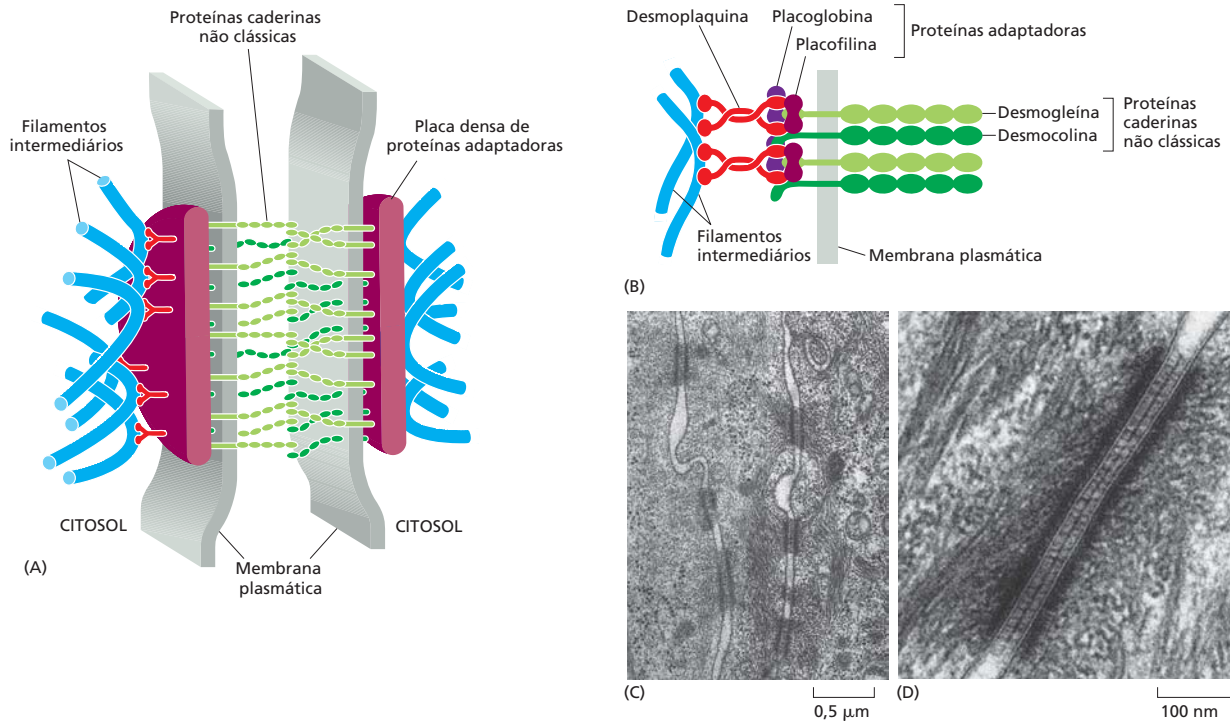 Proteínas caderinas
não clássicas
Filamentos
intermediários
Placa densa de
proteínas adaptadoras
CITOSOL
CITOSOL
Membrana
plasmática
(A)
Desmoplaquina
Placoglobina
Placofilina
Proteínas adaptadoras
Desmogleína
Desmocolina
Proteínas
caderinas
não clássicas
Filamentos
intermediários
Membrana plasmática
(B)
(C)
0,5 μm
(D)
100 nm